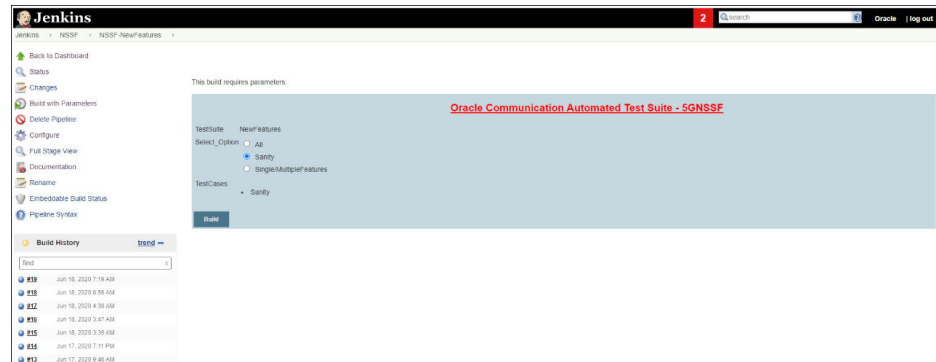 Jenkins
2
search
Oracle
| log out
Jenkins
NSSF
NSSF-NewFeatures
Back to Dashboard
Status
Changes
Build with Parameters
Delete Pipeline
Configure
Full Stage View
Documentation
Rename
Embeddable Build Status
Pipeline Syntax
This build requires parameters
Oracle Communication Automated Test Suite - 5GNSSF
TestSuite NewFeatures
Select_Option All
Sanity
Single/MultipleFeatures
TestCases
Sanity
Build
Build History trend
find x
#19 Jun 18, 2020 7:19 AM
#18 Jun 18, 2020 6:56 AM
#17 Jun 18, 2020 4:38 AM
#16 Jun 18, 2020 3:47 AM
#15 Jun 18, 2020 3:39 AM
#14 Jun 17, 2020 7:11 PM
#13 Jun 17, 2020 9:46 AM